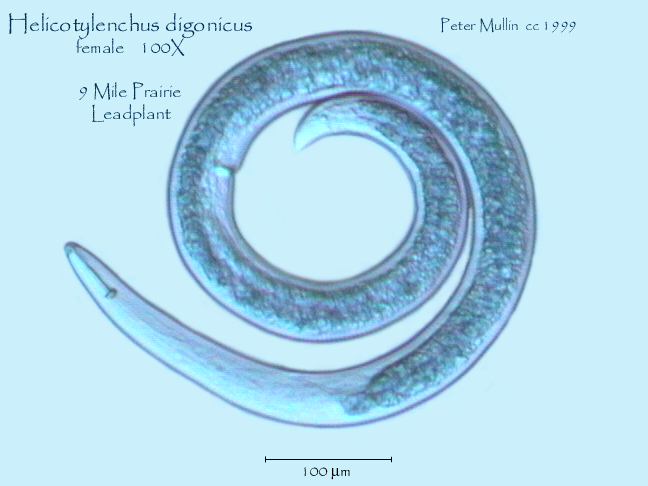 Helicotylenchus digonicus
female 100X
Peter Mullin cc 1999
9 Mile Prairie
Leadplant
100 µm